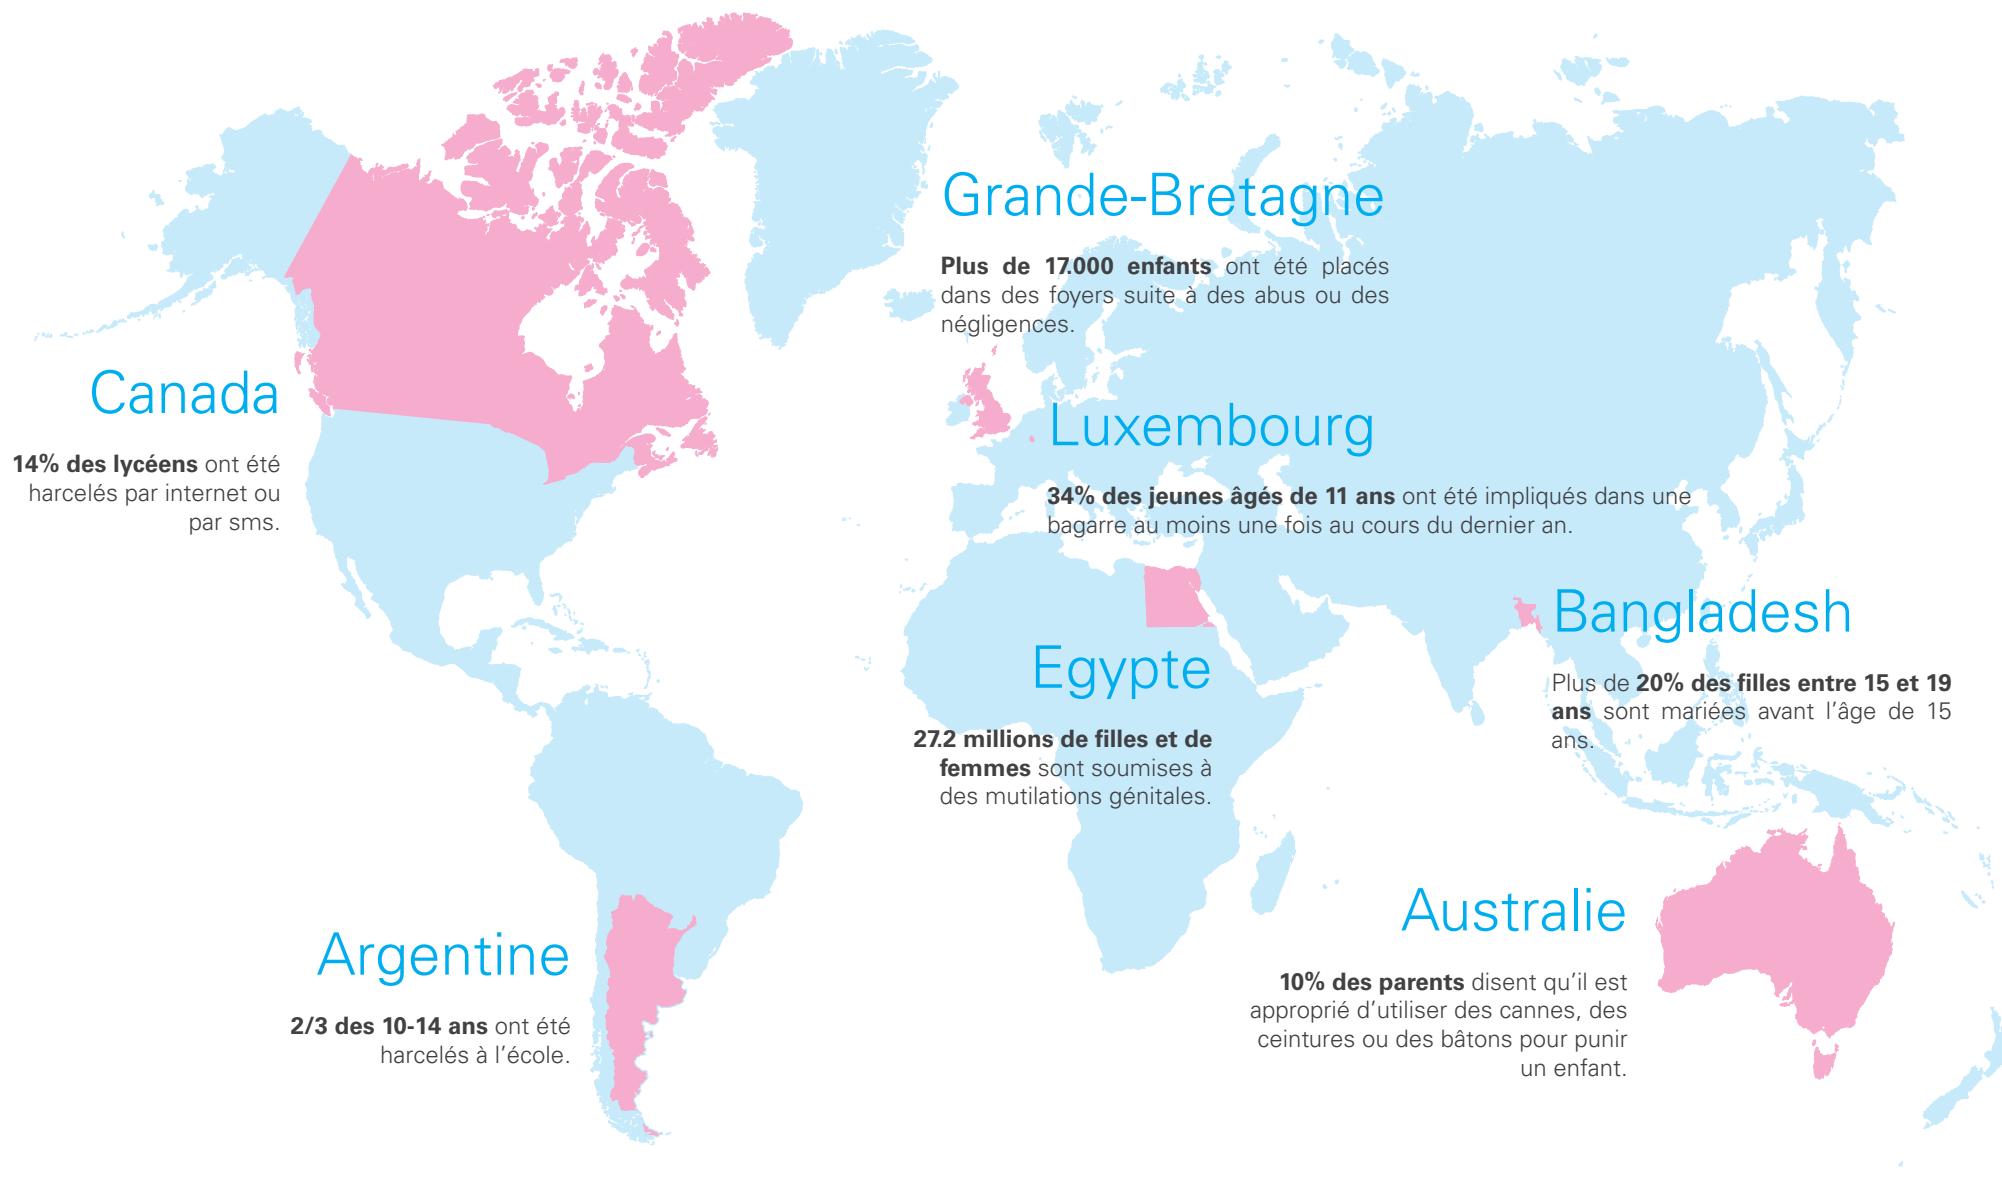 Grande-Bretagne
Plus de 17.000 enfants ont été placés
dans des foyers suite à des abus ou des
négligences.
Canada
14% des lycéens ont été
harcelés par internet ou
par sms.
Luxembourg
34% des jeunes âgés de 11 ans ont été impliqués dans une
bagarre au moins une fois au cours du dernier an.
Bangladesh
Plus de 20% des filles entre 15 et 19
ans sont mariées avant l'âge de 15
ans.
Egypte
27.2 millions de filles et de
femmes sont soumises à
des mutilations génitales.
Australie
10% des parents disent qu'il est
approprié d'utiliser des cannes, des
ceintures ou des bâtons pour punir
un enfant.
Argentine
2/3 des 10-14 ans ont été
harcelés à l'école.